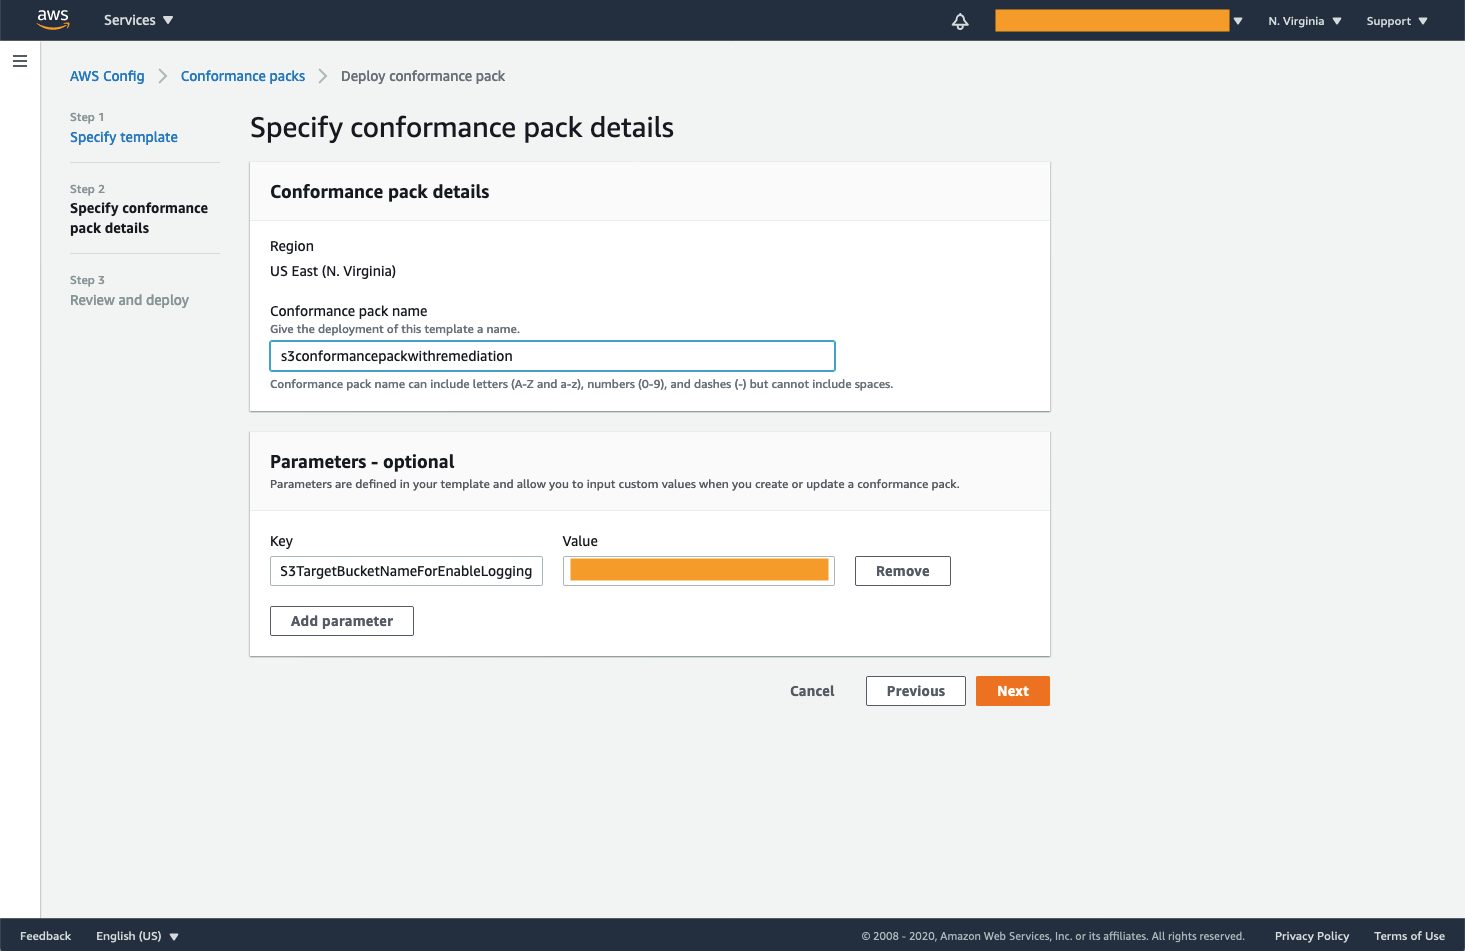 aws
Services
N. Virginia
Support
AWS Config
Conformance packs
Deploy conformance pack
Step 1
Specify template
Step 2
Specify conformance
pack details
Step 3
Review and deploy
Specify conformance pack details
Conformance pack details
Region
US East (N. Virginia)
Conformance pack name
Give the deployment of this template a name.
s3conformancepackwithremediation
Conformance pack name can include letters (A-Z and a-z), numbers (0-9), and dashes (-) but cannot include spaces.
Parameters - optional
Parameters are defined in your template and allow you to input custom values when you create or update a conformance pack.
Key
Value
S3TargetBucketNameForEnableLogging
Remove
Add parameter
Cancel
Previous
Next
Feedback
English (US)
© 2008 - 2020, Amazon Web Services, Inc. or its affiliates. All rights reserved.
Privacy Policy
Terms of Use